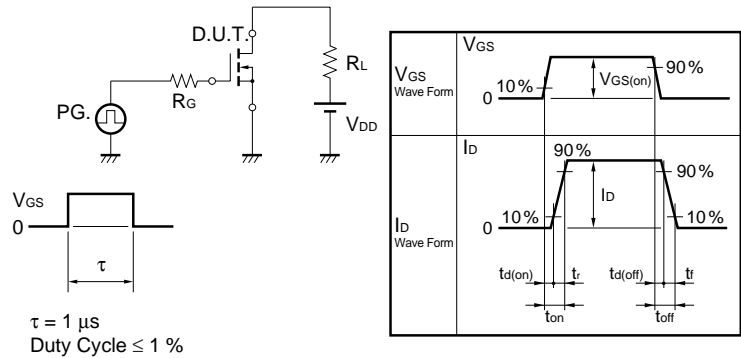 D.U.T.
RL
RG
PG.
VDD
VGS
0
τ
τ = 1 μs
Duty Cycle ≤ 1 %
VGS
Wave Form
VGS
10 %
VGS(on)
90 %
0
ID
Wave Form
ID
90 %
90 %
ID
10 %
10 %
0
td(on)
tr
td(off)
tf
ton
toff